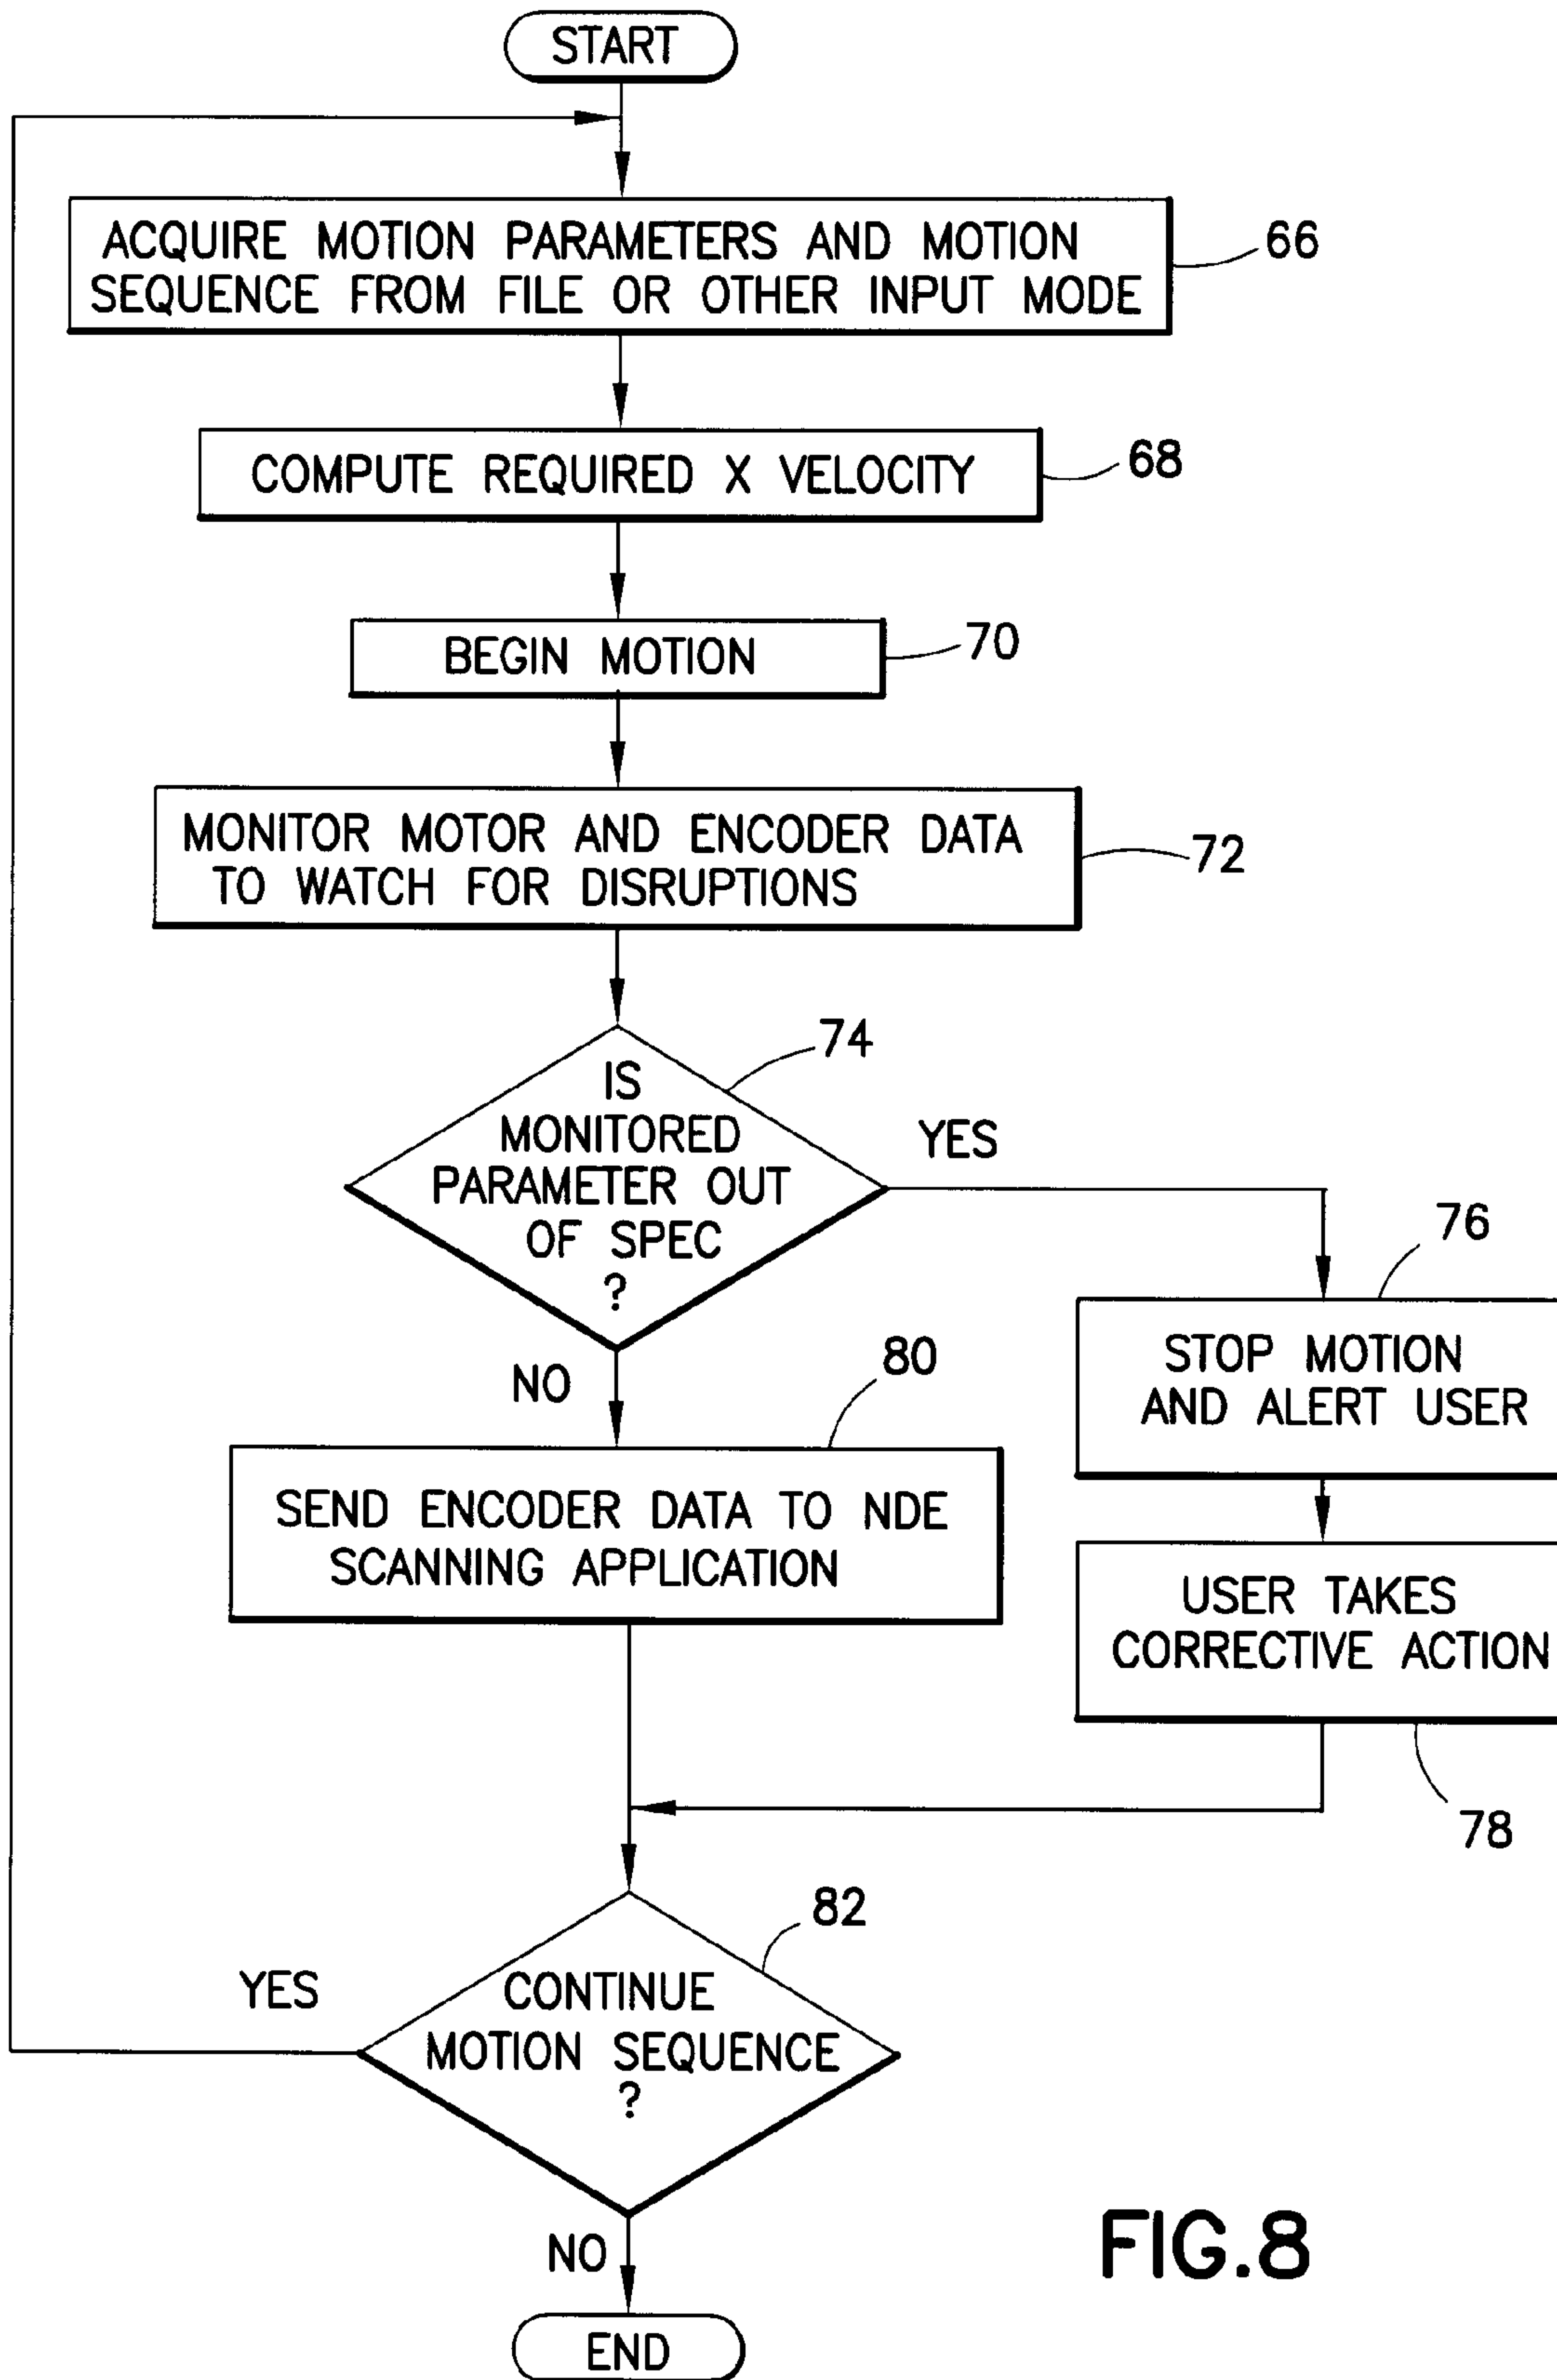 START
ACQUIRE MOTION PARAMETERS AND MOTION
SEQUENCE FROM FILE OR OTHER INPUT MODE
66
COMPUTE REQUIRED X VELOCITY
68
BEGIN MOTION
70
MONITOR MOTOR AND ENCODER DATA
TO WATCH FOR DISRUPTIONS
72
74
IS
MONITORED
PARAMETER OUT
OF SPEC
?
YES
76
STOP MOTION
AND ALERT USER
NO
80
SEND ENCODER DATA TO NDE
SCANNING APPLICATION
USER TAKES
CORRECTIVE ACTION
78
82
YES
CONTINUE
MOTION SEQUENCE
?
NO
END
FIG.8